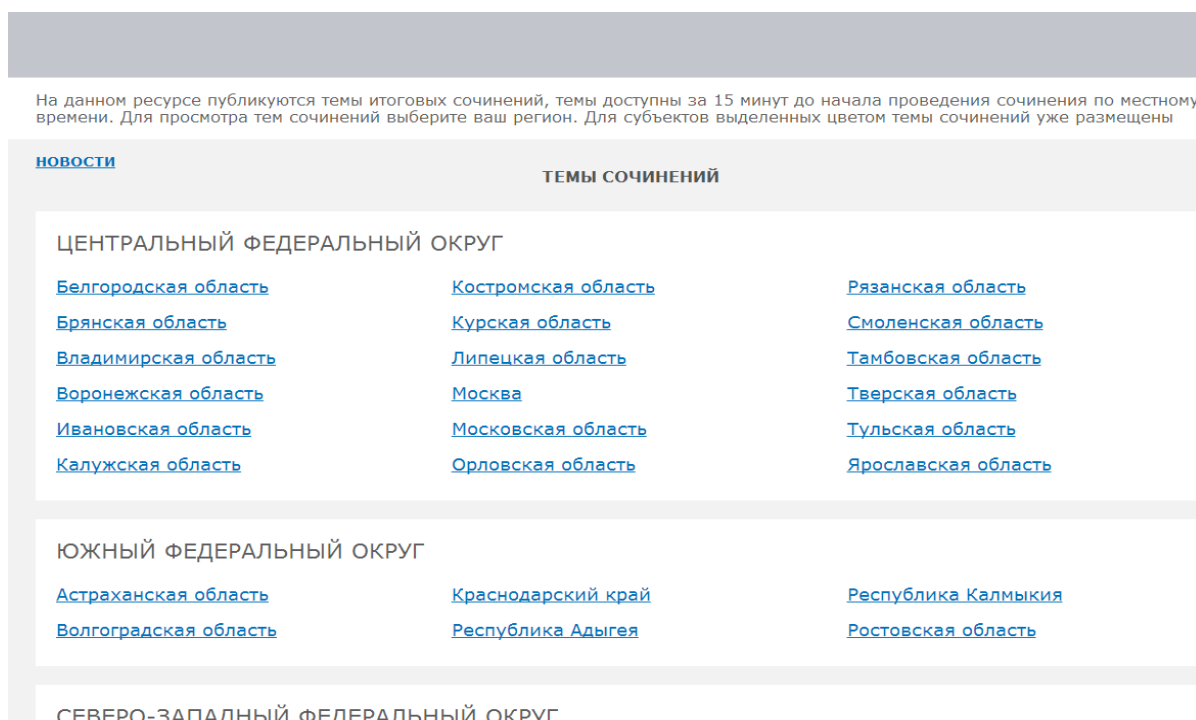 На данном ресурсе публикуются темы итоговых сочинений, темы доступны за 15 минут до начала проведения сочинения по местному
времени. Для просмотра тем сочинений выберите ваш регион. Для субъектов выделенных цветом темы сочинений уже размещены
НОВОСТИ
ТЕМЫ СОЧИНЕНИЙ
ЦЕНТРАЛЬНЫЙ ФЕДЕРАЛЬНЫЙ ОКРУГ
Белгородская область Костромская область Рязанская область
Брянская область Курская область Смоленская область
Владимирская область Липецкая область Тамбовская область
Воронежская область Москва Тверская область
Ивановская область Московская область Тульская область
Калужская область Орловская область Ярославская область
ЮЖНЫЙ ФЕДЕРАЛЬНЫЙ ОКРУГ
Астраханская область Краснодарский край Республика Калмыкия
Волгоградская область Республика Адыгея Ростовская область
СЕВЕРО-ЗАПАДНЫЙ ФЕДЕРАЛЬНЫЙ ОКРУГ